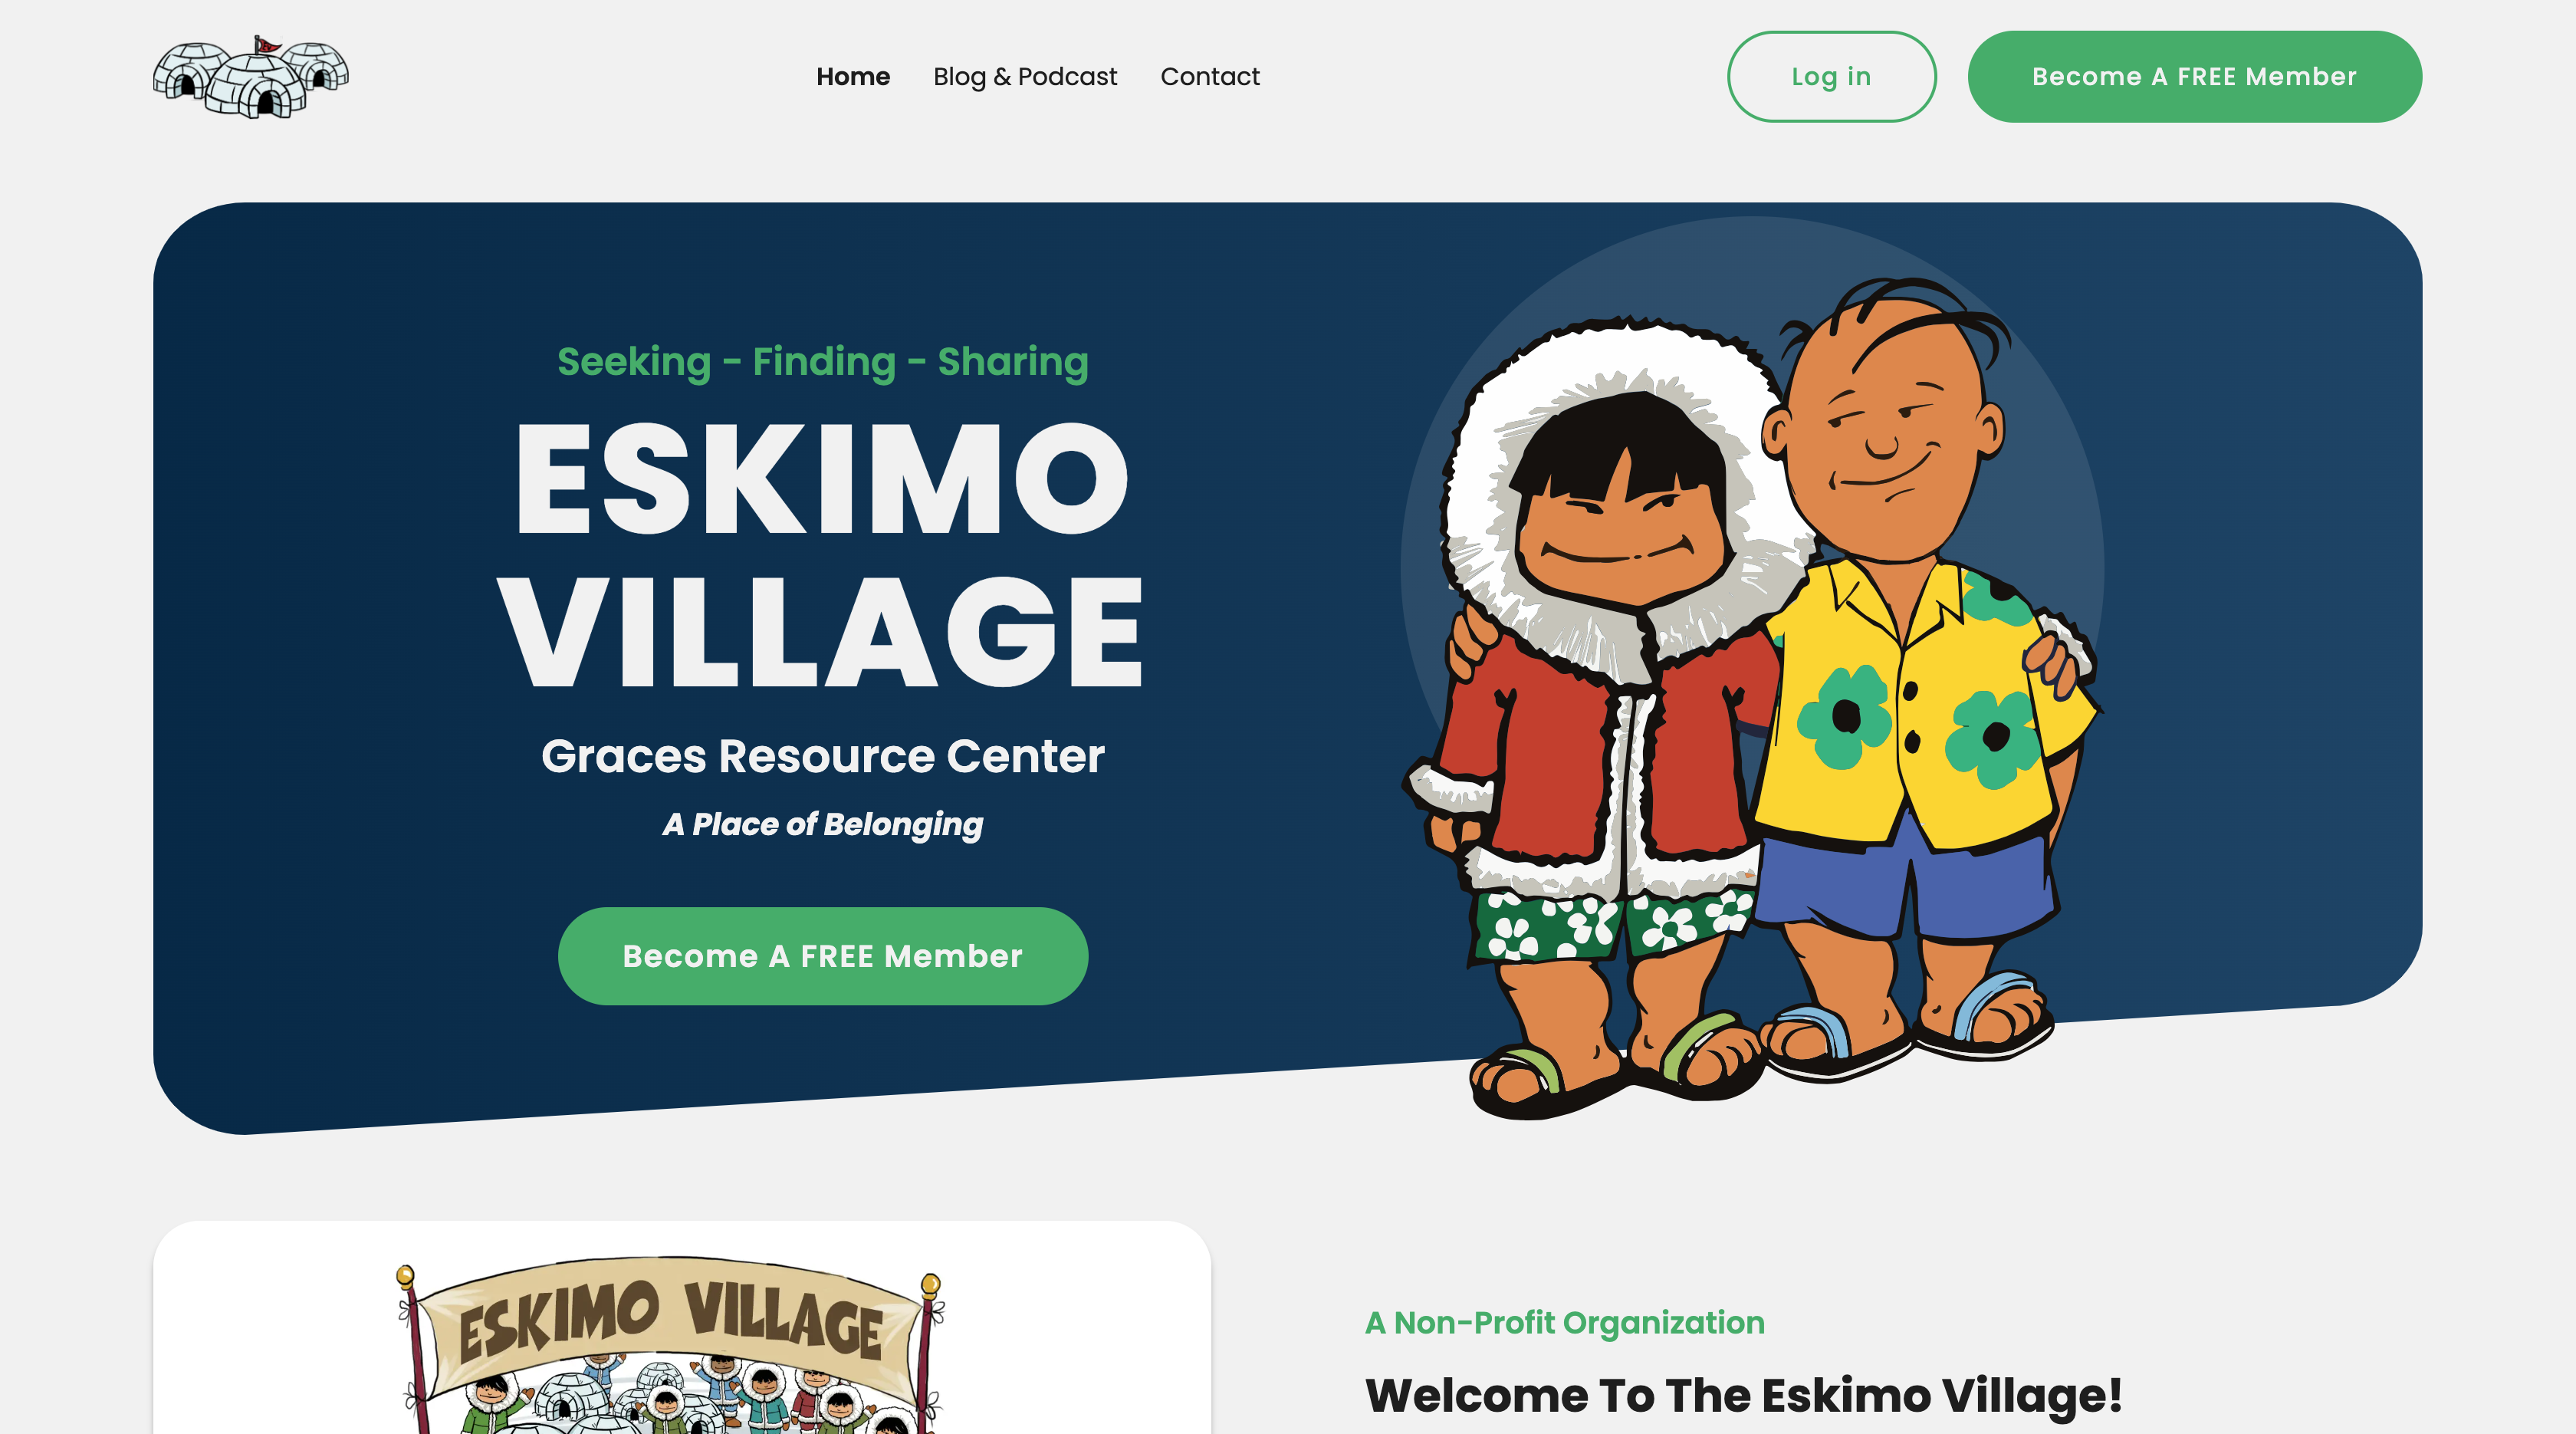 Home
Blog & Podcast
Contact
Log in
Become A FREE Member
Seeking - Finding - Sharing
ESKIMO
VILLAGE
Graces Resource Center
A Place of Belonging
Become A FREE Member
ESKIMO VILLAGE
A Non-Profit Organization
Welcome To The Eskimo Village!